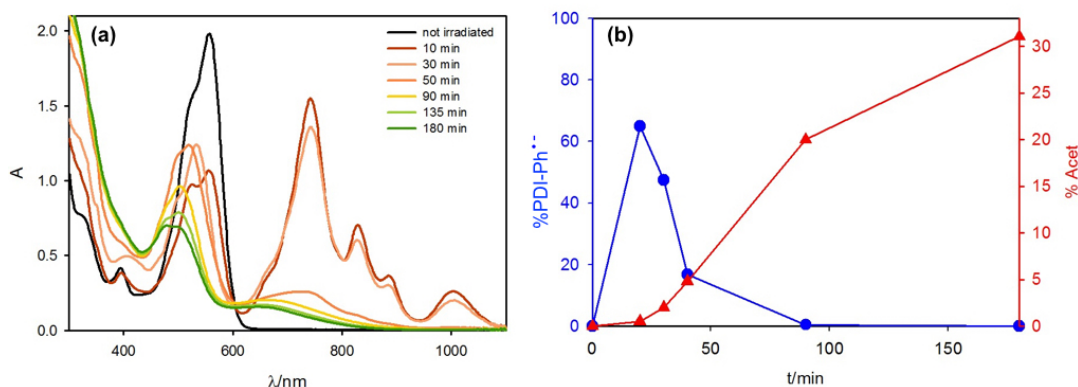 (a)
not irradiated
10 min
30 min
50 min
90 min
135 min
180 min
2.0
1.5
1.0
0.5
0.0
A
400
600
800
1000
λ/nm
(b)
100
80
60
40
20
0
%PDI-Ph•-
30
25
20
15
10
5
0
% Acet
0
50
100
150
t/min